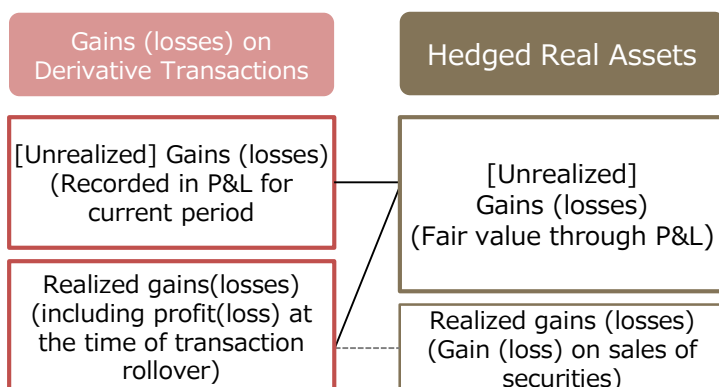 Gains (losses) on
Derivative Transactions
Hedged Real Assets
[Unrealized] Gains (losses)
(Recorded in P&L for
current period
[Unrealized]
Gains (losses)
(Fair value through P&L)
Realized gains(losses)
(including profit(loss) at
the time of transaction
rollover)
Realized gains (losses)
(Gain (loss) on sales of
securities)